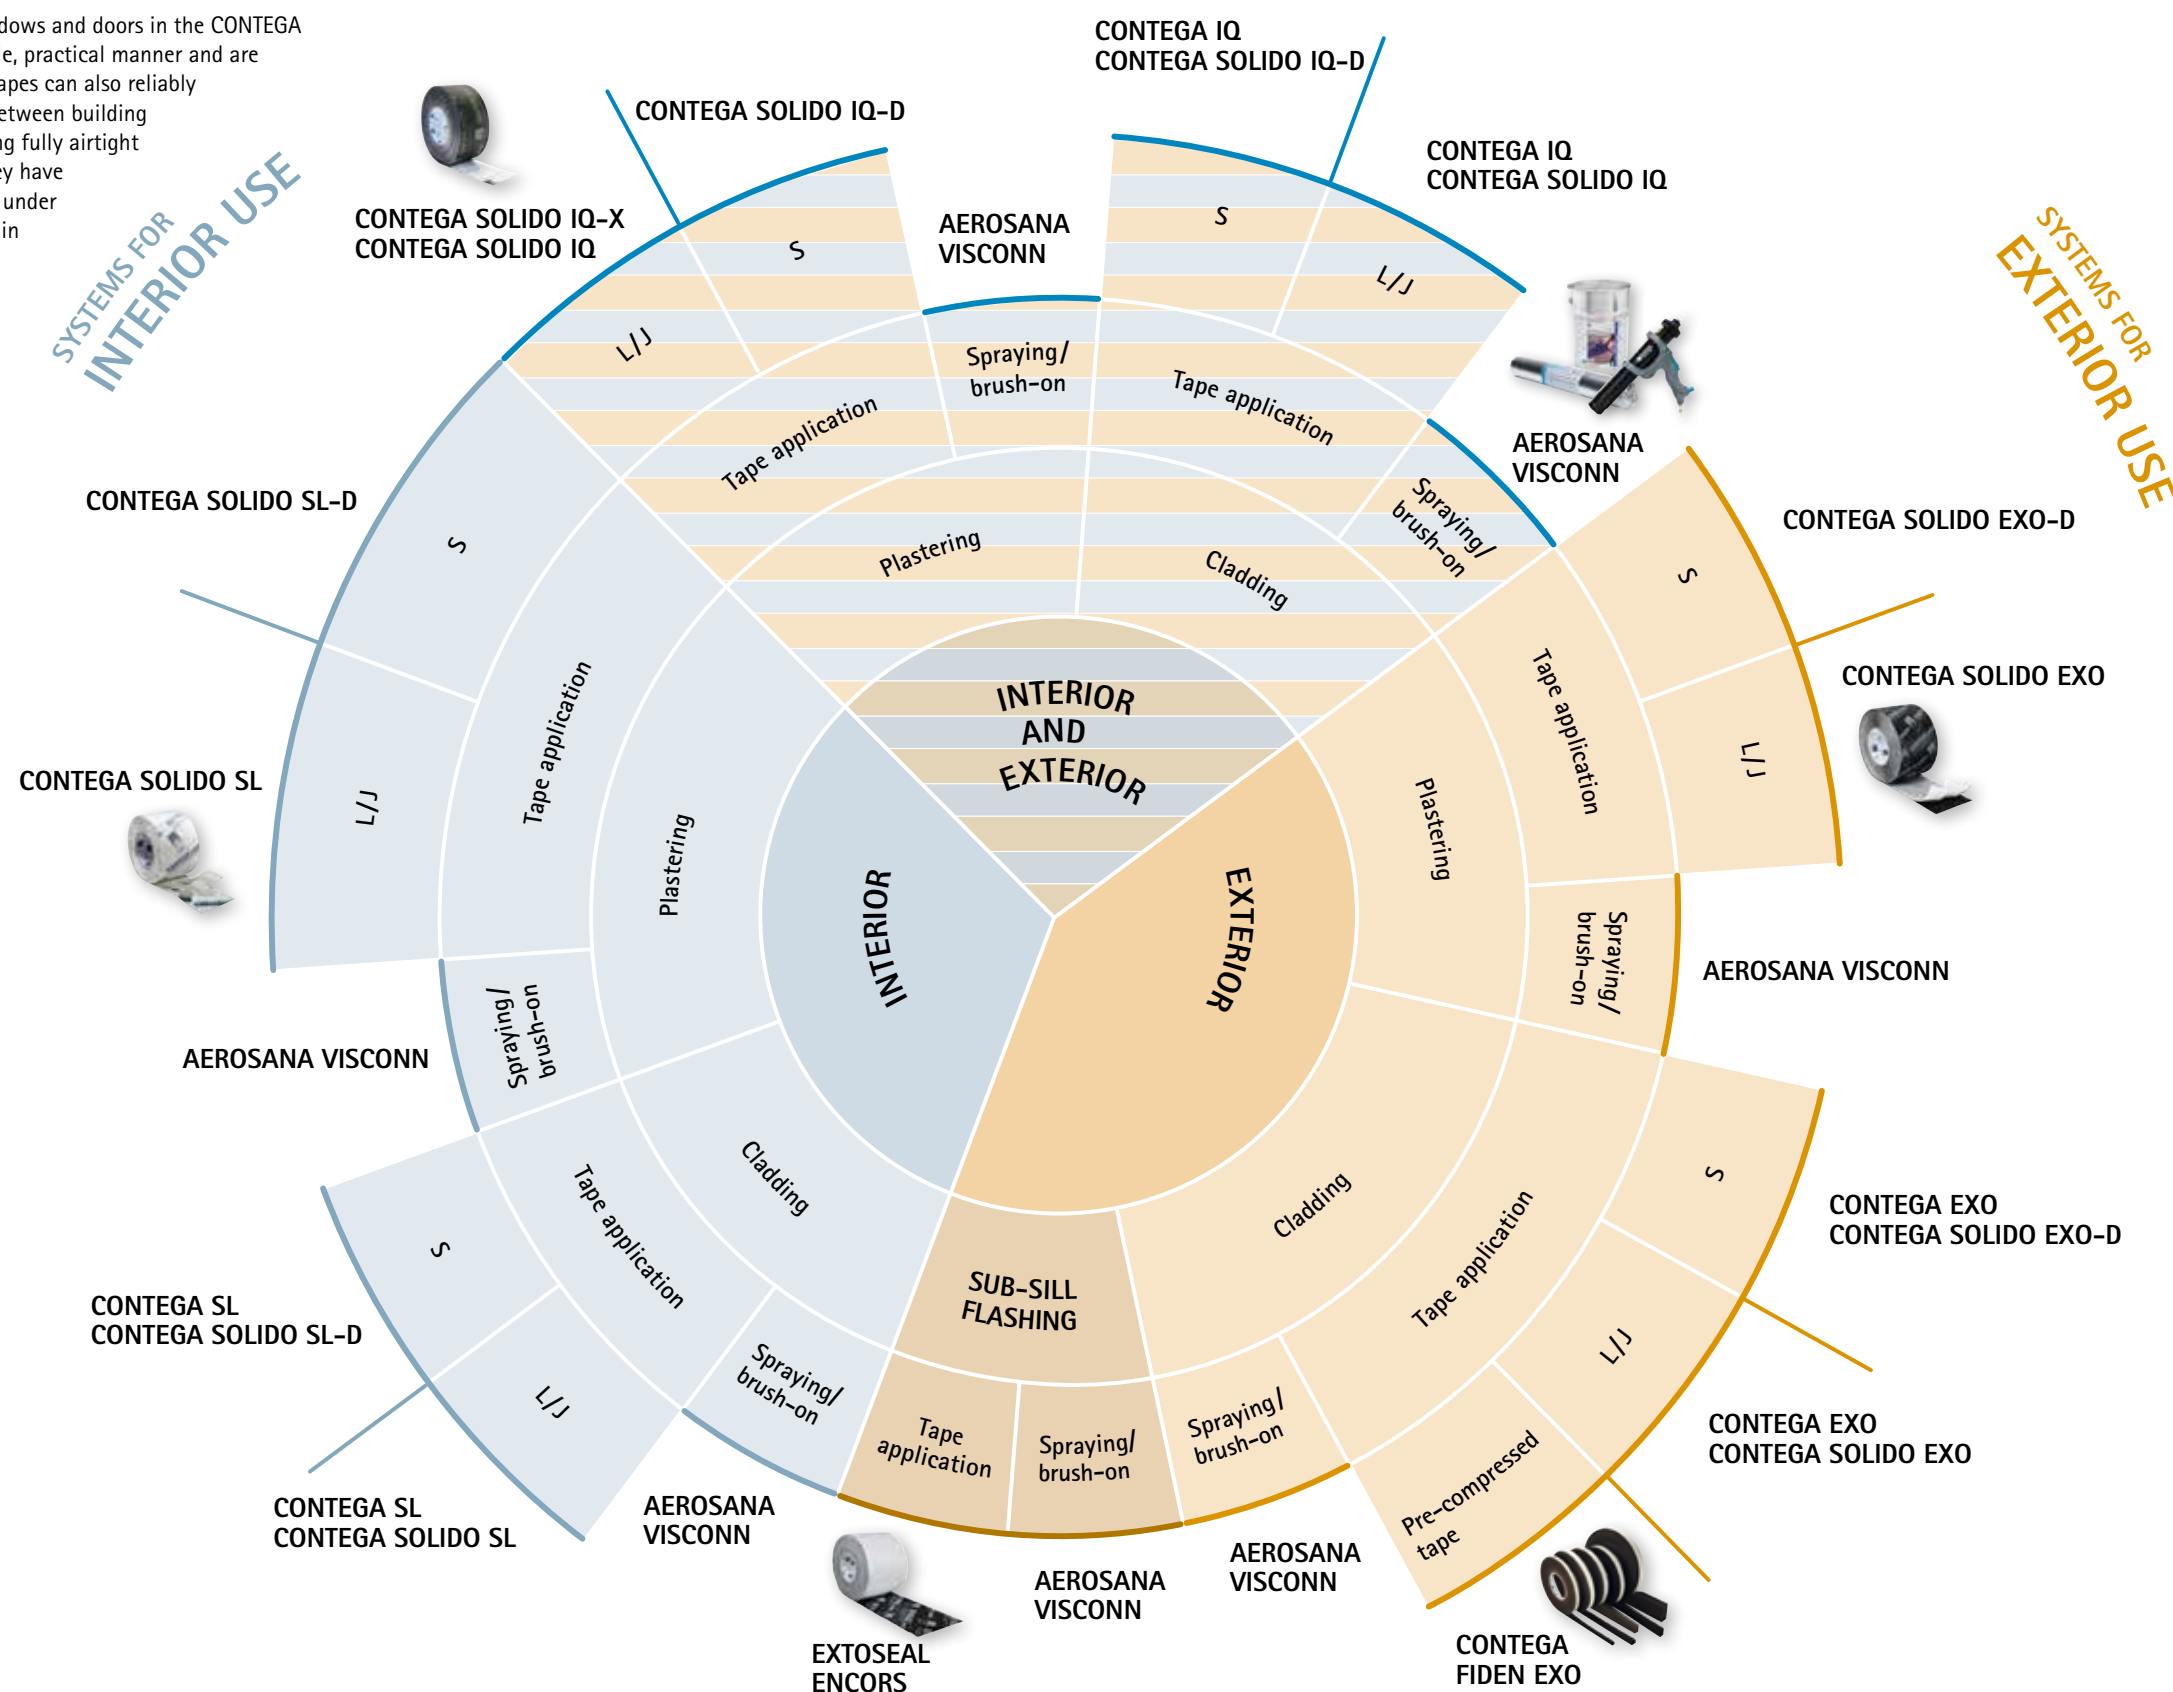 dows and doors in the CONTEGA
e, practical manner and are
apes can also reliably
etween building
ng fully airtight
ey have
under
in
SYSTEMS FOR
INTERIOR USE
SYSTEMS FOR
EXTERIOR USE
CONTEGA SOLIDO IQ-X
CONTEGA SOLIDO IQ
CONTEGA SOLIDO IQ-D
AEROSANA
VISCONN
CONTEGA IQ
CONTEGA SOLIDO IQ-D
CONTEGA IQ
CONTEGA SOLIDO IQ
AEROSANA
VISCONN
L/J
S
S
L/J
Tape application
Spraying/
brush-on
Tape application
Spraying/
brush-on
Plastering
Cladding
INTERIOR
AND
EXTERIOR
CONTEGA SOLIDO SL-D
CONTEGA SOLIDO SL
AEROSANA VISCONN
S
L/J
Tape application
Spraying/
brush-on
Plastering
INTERIOR
Cladding
Tape application
Spraying/
brush-on
S
L/J
CONTEGA SL
CONTEGA SOLIDO SL-D
CONTEGA SL
CONTEGA SOLIDO SL
AEROSANA
VISCONN
EXTERIOR
Plastering
Tape application
Spraying/
brush-on
S
L/J
CONTEGA SOLIDO EXO-D
CONTEGA SOLIDO EXO
AEROSANA VISCONN
Cladding
Tape application
Spraying/
brush-on
S
L/J
Pre-compressed
tape
CONTEGA EXO
CONTEGA SOLIDO EXO-D
CONTEGA EXO
CONTEGA SOLIDO EXO
CONTEGA
FIDEN EXO
AEROSANA
VISCONN
SUB-SILL
FLASHING
Tape
application
Spraying/
brush-on
EXTOSEAL
ENCORS
AEROSANA
VISCONN